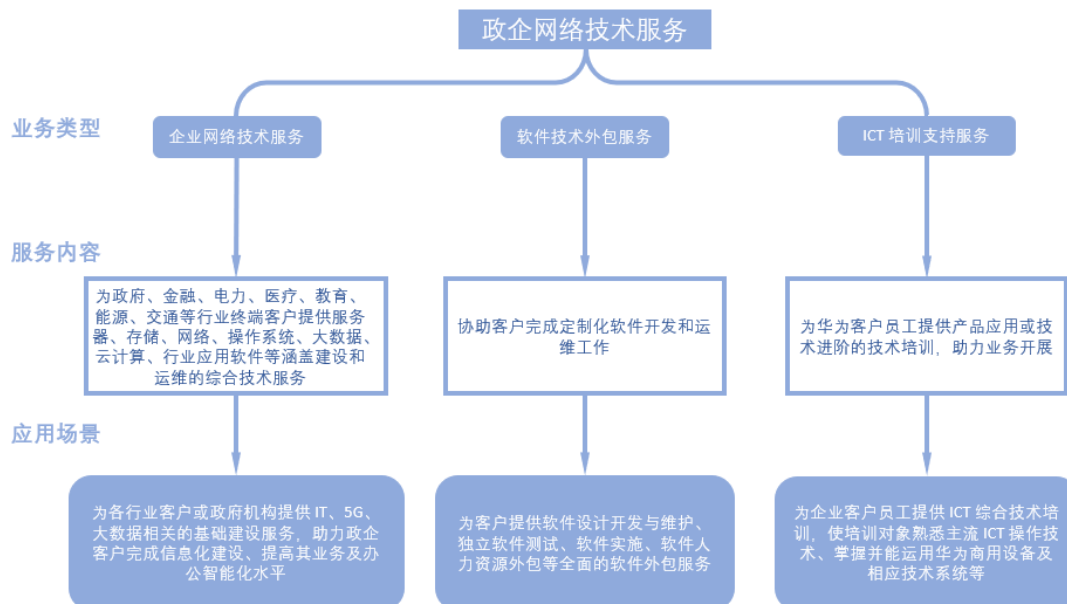 政企网络技术服务
业务类型
企业网络技术服务
软件技术外包服务
ICT 培训支持服务
服务内容
为政府、金融、电力、医疗、教育、
能源、交通等行业终端客户提供服务
器、存储、网络、操作系统、大数据、
云计算、行业应用软件等涵盖建设和
运维的综合技术服务
协助客户完成定制化软件开发和运
维工作
为华为客户员工提供产品应用或技
术进阶的技术培训，助力业务开展
应用场景
为各行业客户或政府机构提供 IT、5G、
大数据相关的基础建设服务，助力政企
客户完成信息化建设、提高其业务及办
公智能化水平
为客户提供软件设计开发与维护、
独立软件测试、软件实施、软件人
力资源外包等全面的软件外包服务
为企业客户员工提供 ICT 综合技术培
训，使培训对象熟悉主流 ICT 操作技
术、掌握并能运用华为商用设备及
相应技术系统等